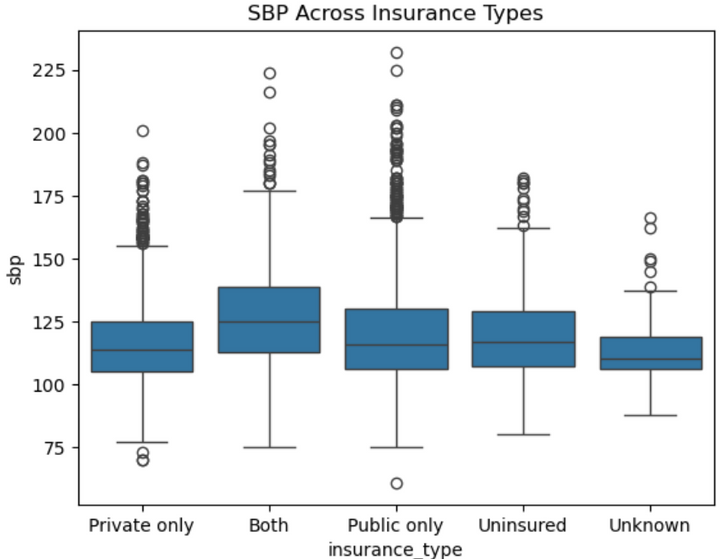 SBP Across Insurance Types
225
200
175
150
125
100
75
sbp
Private only
Both
Public only
Uninsured
Unknown
insurance_type